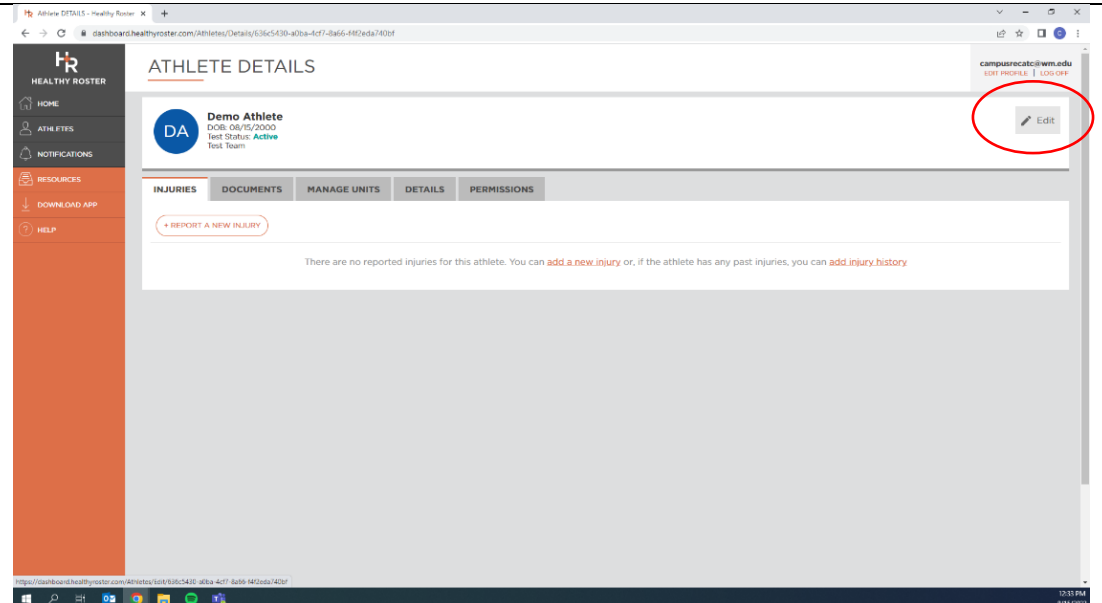 Athlete DETAILS - Healthy Roster
dashboard.healthyroster.com/Athletes/Details/636c5430-a0ba-4cf7-8a66-f4f2eda740bf
HR
HEALTHY ROSTER
HOME
ATHLETES
NOTIFICATIONS
RESOURCES
DOWNLOAD APP
HELP
ATHLETE DETAILS
campusrecatc@wm.edu
EDIT PROFILE | LOG OFF
DA
Demo Athlete
DOB: 08/15/2000
Test Status: Active
Test Team
Edit
INJURIES DOCUMENTS MANAGE UNITS DETAILS PERMISSIONS
+ REPORT A NEW INJURY
There are no reported injuries for this athlete. You can add a new injury or, if the athlete has any past injuries, you can add injury history
https://dashboard.healthyroster.com/Athletes/Edit/636c5430-a0ba-4cf7-8a66-f4f2eda740bf
12:33 PM